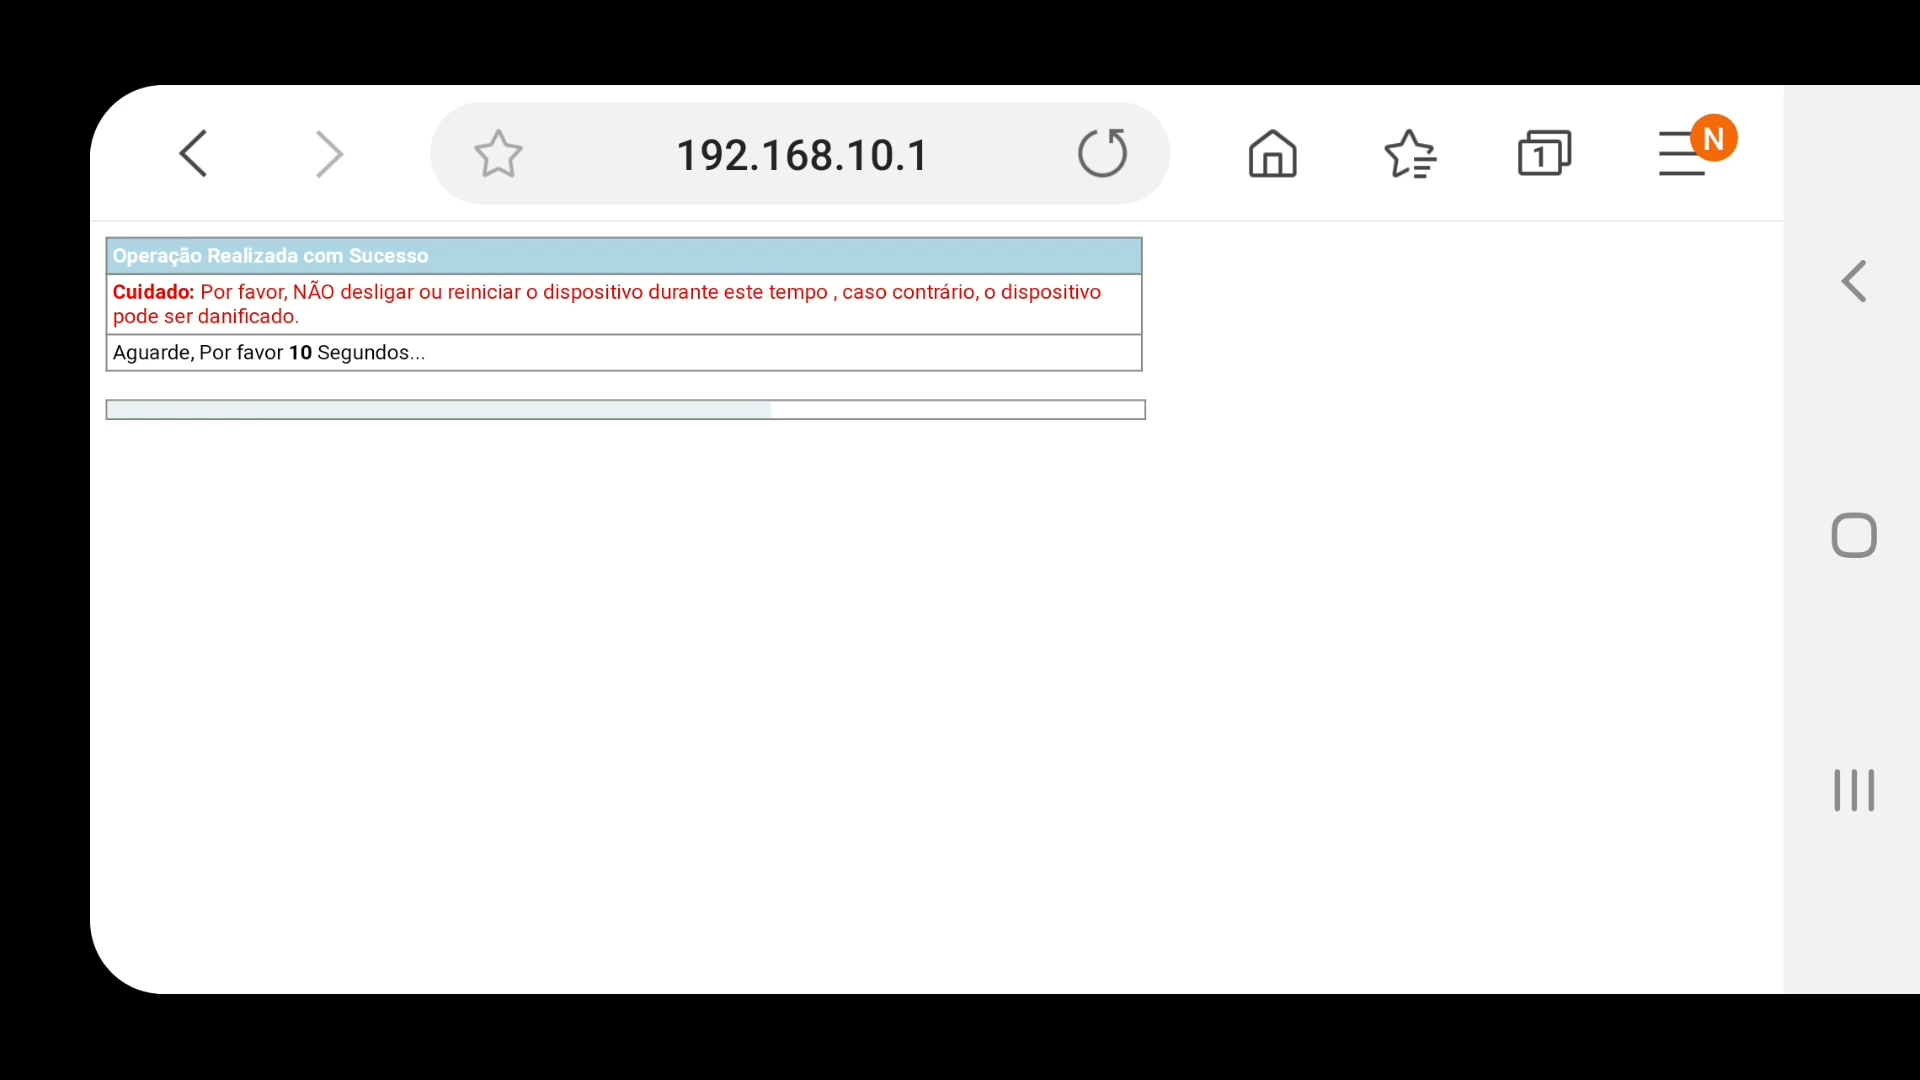 192.168.10.1
1
N
Operação Realizada com Sucesso
Cuidado: Por favor, NÃO desligar ou reiniciar o dispositivo durante este tempo , caso contrário, o dispositivo
pode ser danificado.
Aguarde, Por favor 10 Segundos...